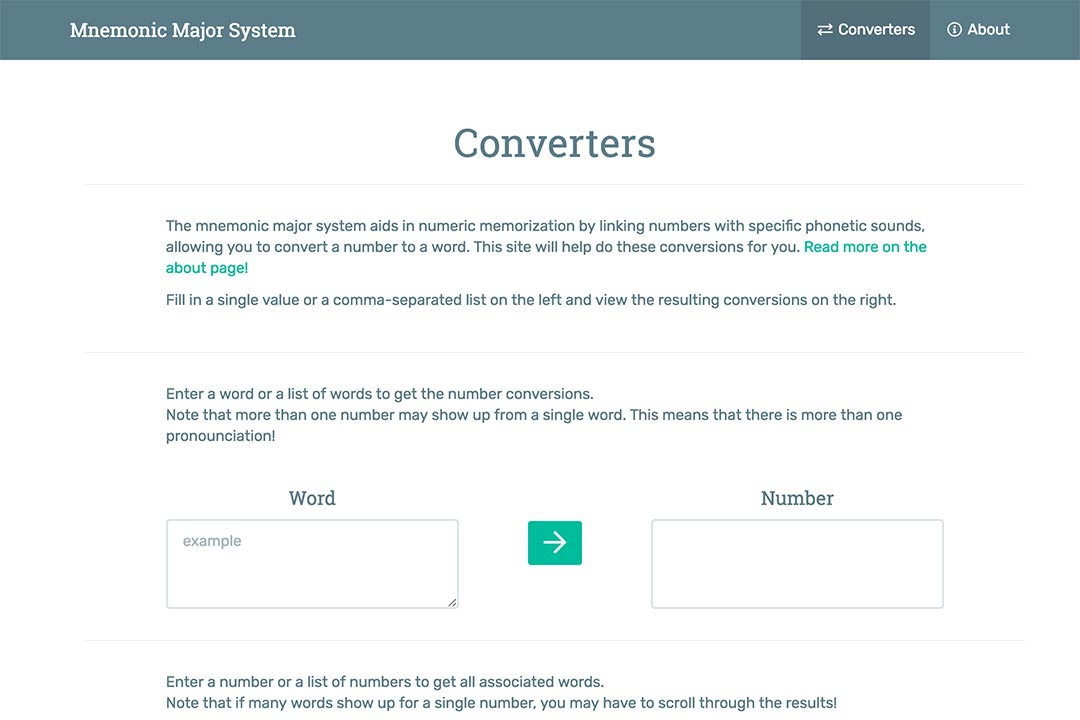 Mnemonic Major System
Converters
About
Converters
The mnemonic major system aids in numeric memorization by linking numbers with specific phonetic sounds,
allowing you to convert a number to a word. This site will help do these conversions for you. Read more on the
about page!
Fill in a single value or a comma-separated list on the left and view the resulting conversions on the right.
Enter a word or a list of words to get the number conversions.
Note that more than one number may show up from a single word. This means that there is more than one
pronounciation!
Word
Number
example
Enter a number or a list of numbers to get all associated words.
Note that if many words show up for a single number, you may have to scroll through the results!